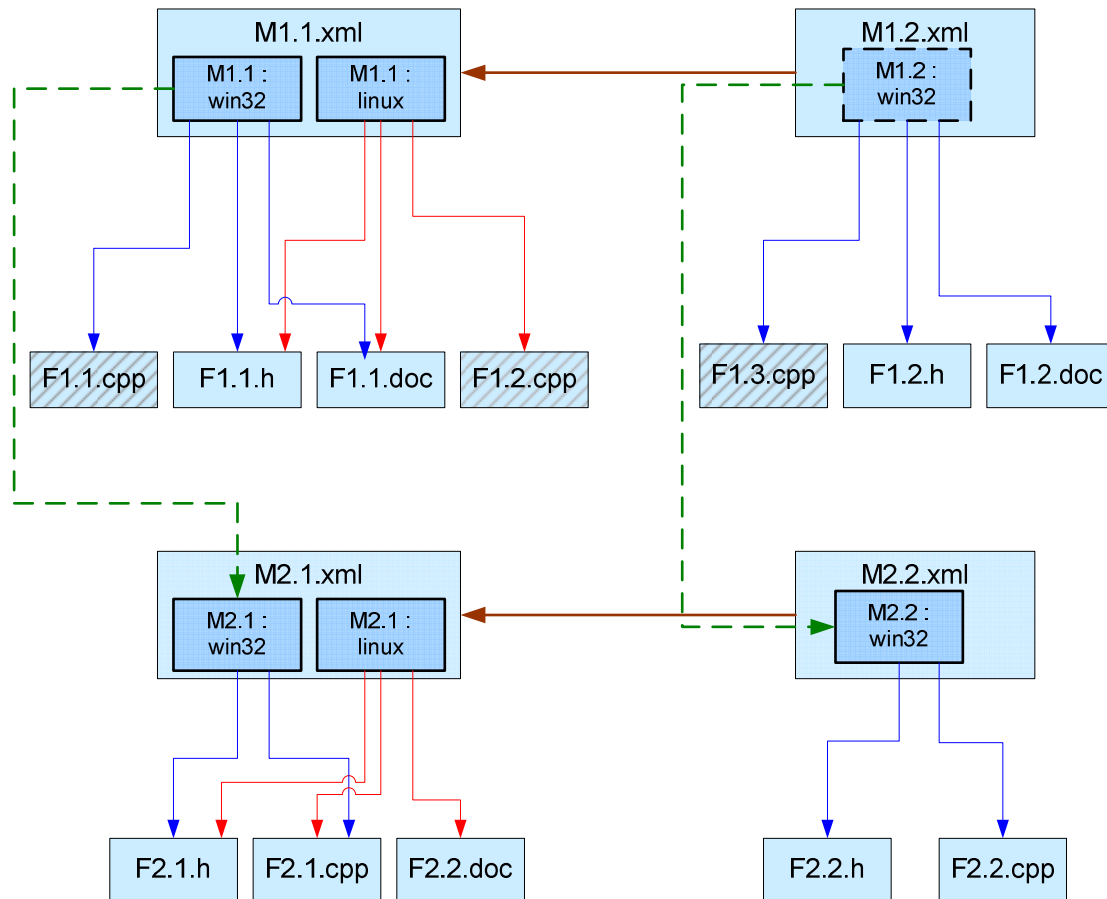 M1.1.xml
M1.2.xml
M1.1 :
win32
M1.1 :
linux
M1.2 :
win32
F1.1.cpp
F1.1.h
F1.1.doc
F1.2.cpp
F1.3.cpp
F1.2.h
F1.2.doc
M2.1.xml
M2.2.xml
M2.1 :
win32
M2.1 :
linux
M2.2 :
win32
F2.1.h
F2.1.cpp
F2.2.doc
F2.2.h
F2.2.cpp